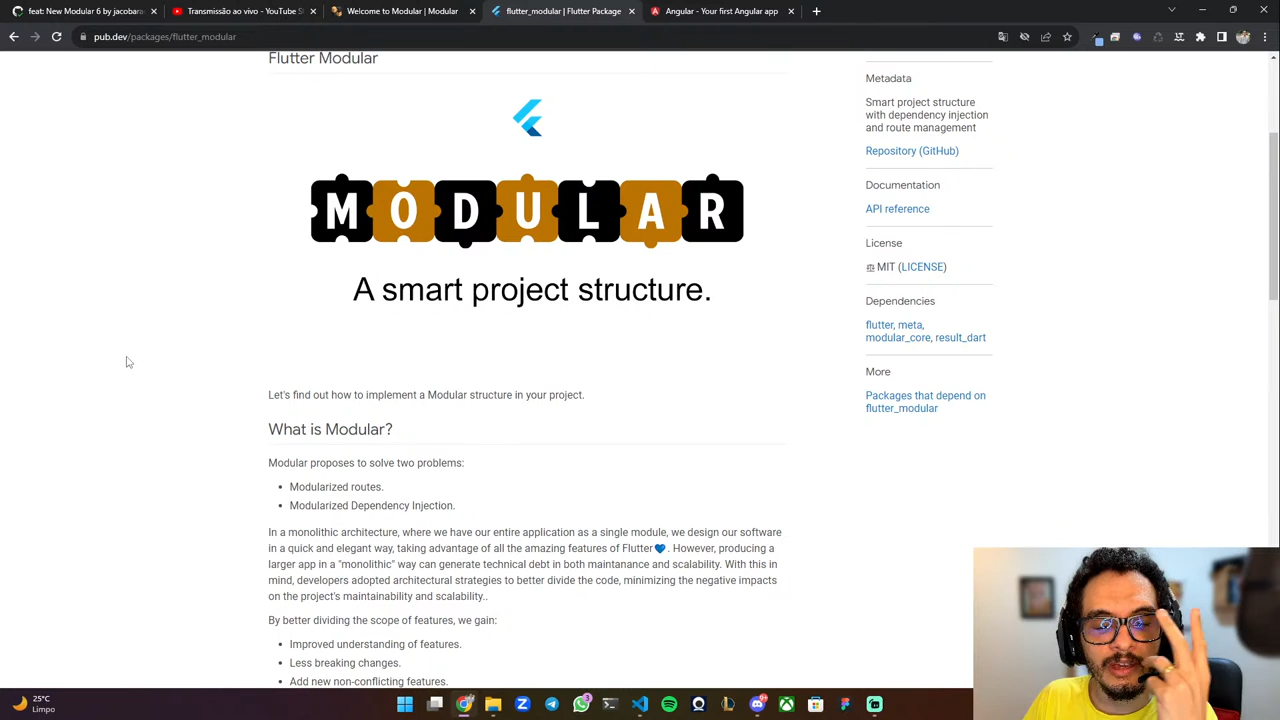 feat: New Modular 6 by jacobara
Transmissão ao vivo - YouTube S
Welcome to Modular | Modular
flutter_modular | Flutter Package
Angular - Your first Angular app
pub.dev/packages/flutter_modular
Flutter Modular
MODULAR
A smart project structure.
Let's find out how to implement a Modular structure in your project.
What is Modular?
Modular proposes to solve two problems:
• Modularized routes.
• Modularized Dependency Injection.
In a monolithic architecture, where we have our entire application as a single module, we design our software
in a quick and elegant way, taking advantage of all the amazing features of Flutter💙. However, producing a
larger app in a "monolithic" way can generate technical debt in both maintanance and scalability. With this in
mind, developers adopted architectural strategies to better divide the code, minimizing the negative impacts
on the project's maintainability and scalability..
By better dividing the scope of features, we gain:
• Improved understanding of features.
• Less breaking changes.
• Add new non-conflicting features.
Metadata
Smart project structure
with dependency injection
and route management
Repository (GitHub)
Documentation
API reference
License
MIT (LICENSE)
Dependencies
flutter, meta,
modular_core, result_dart
More
Packages that depend on
flutter_modular
25°C
Limpo